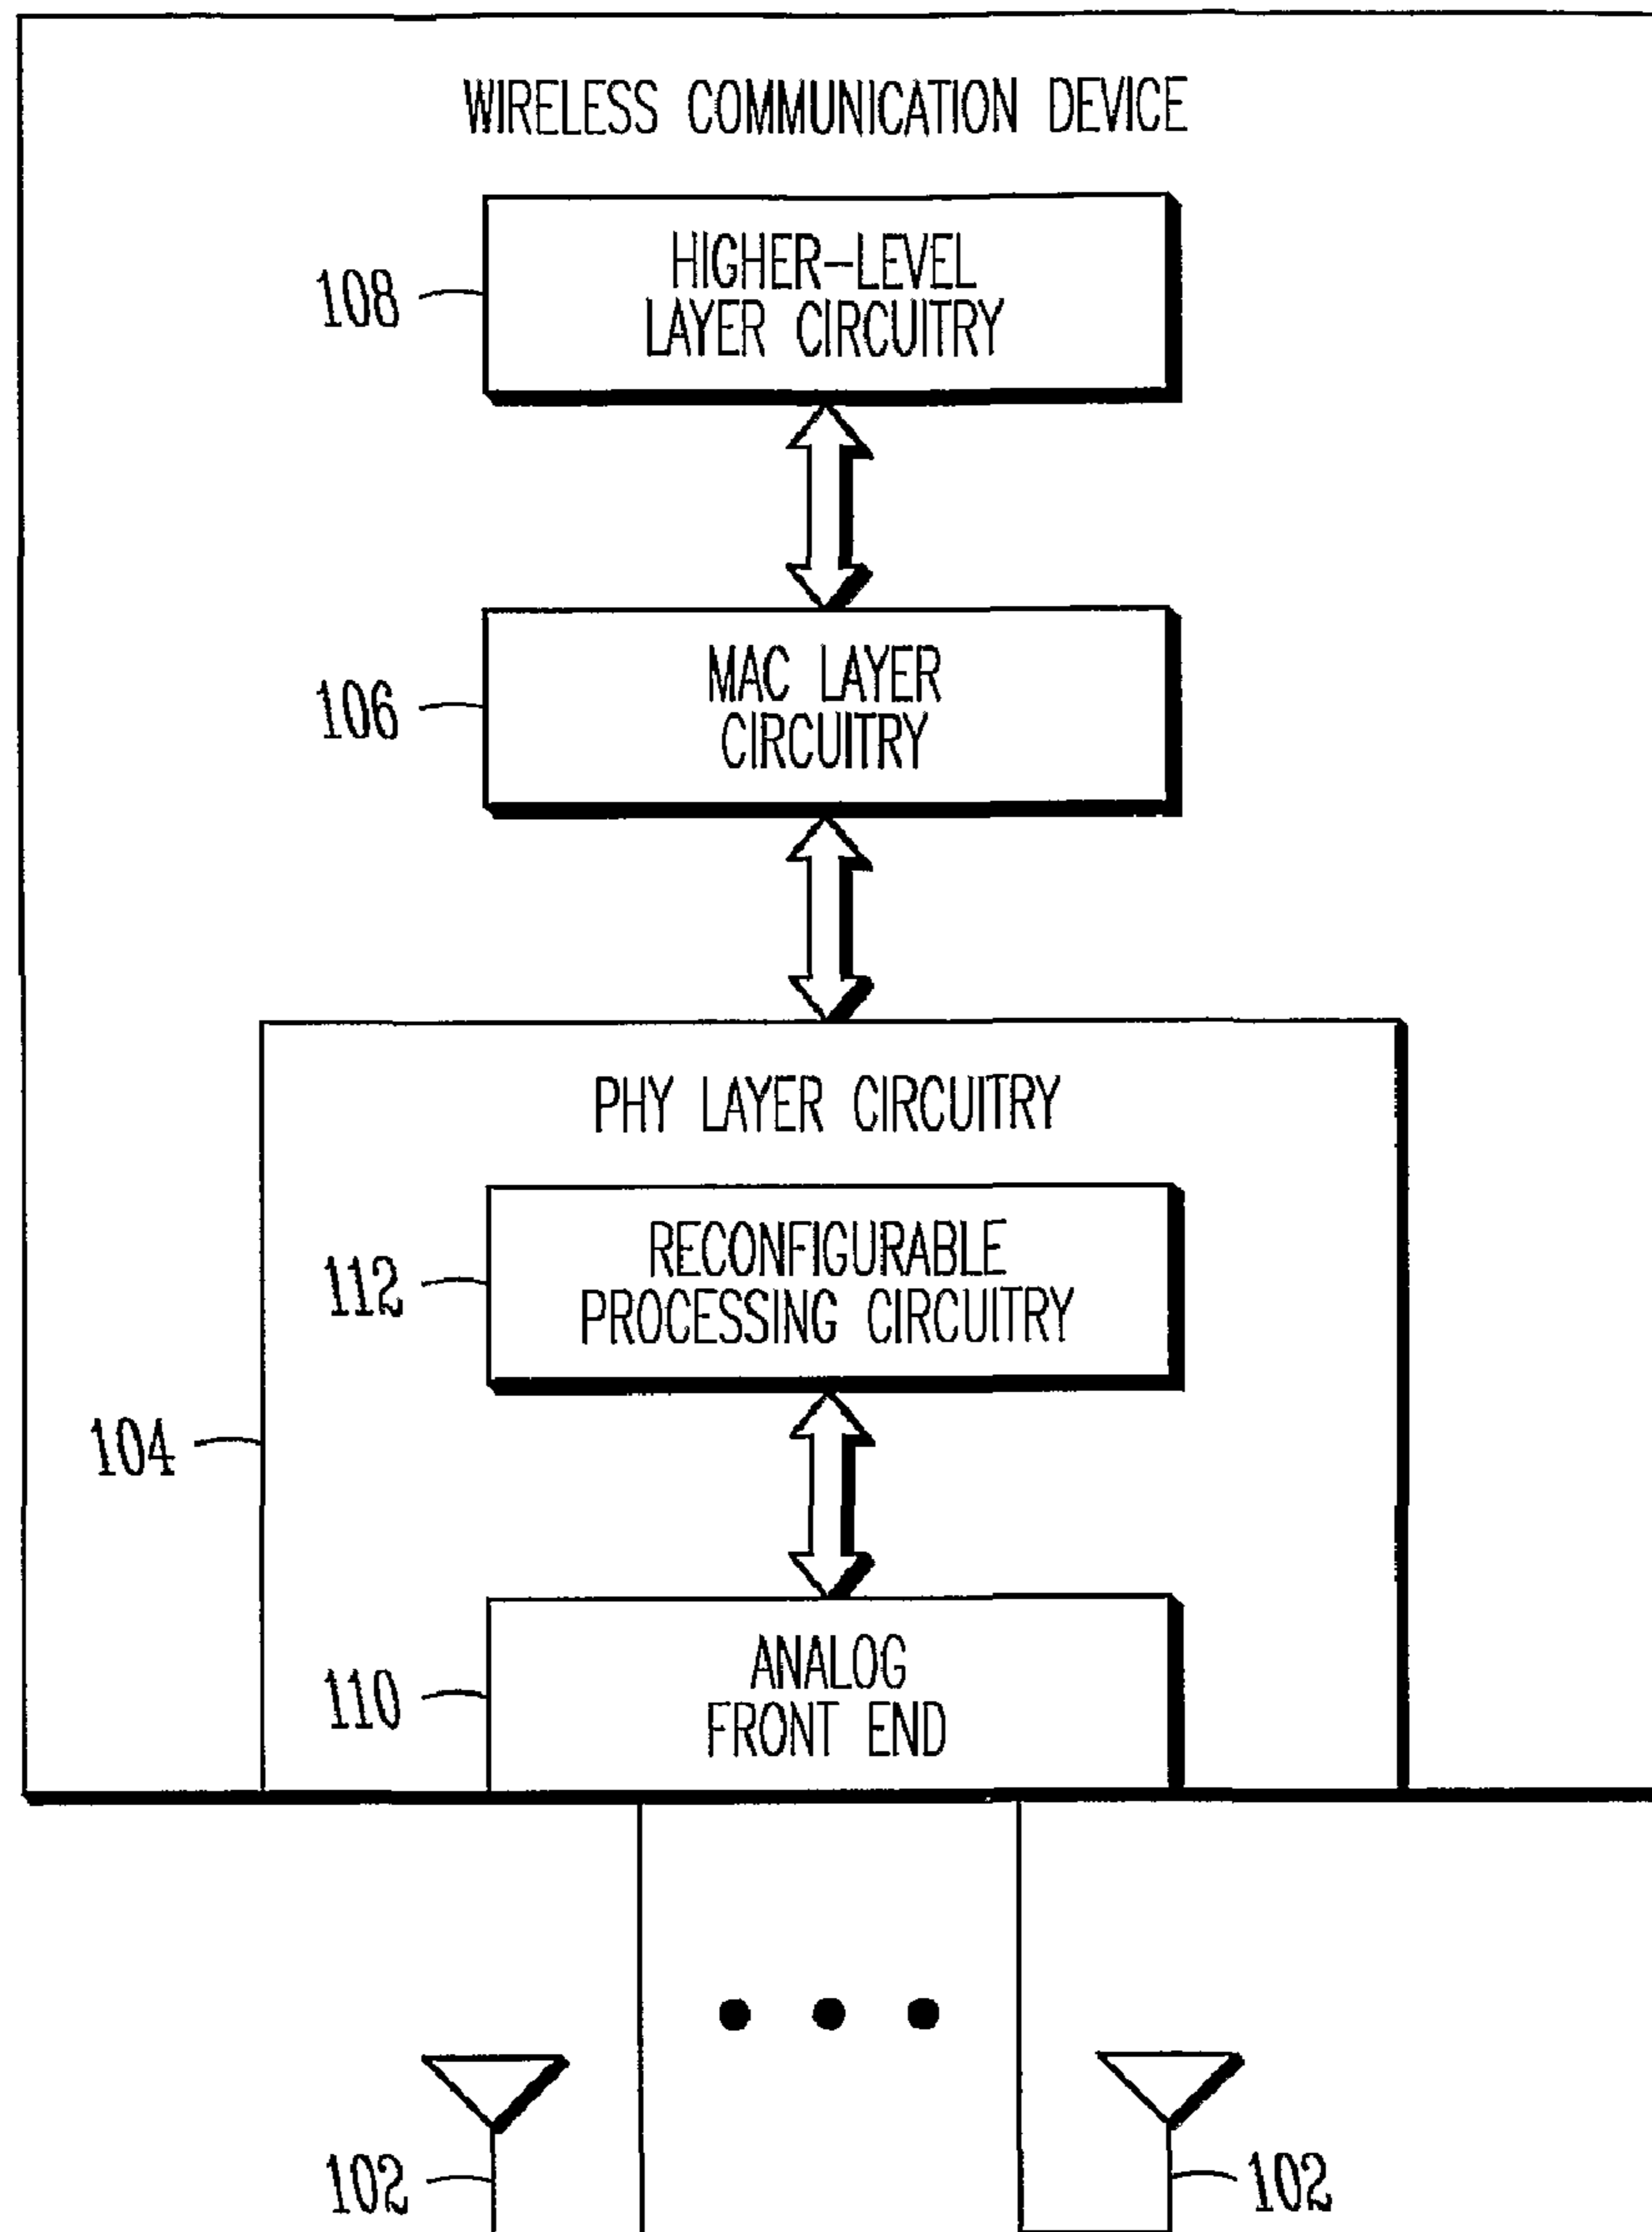 WIRELESS COMMUNICATION DEVICE
HIGHER-LEVEL
LAYER CIRCUITRY
108
MAC LAYER
CIRCUITRY
106
PHY LAYER CIRCUITRY
RECONFIGURABLE
PROCESSING CIRCUITRY
112
104
ANALOG
FRONT END
110
102
102